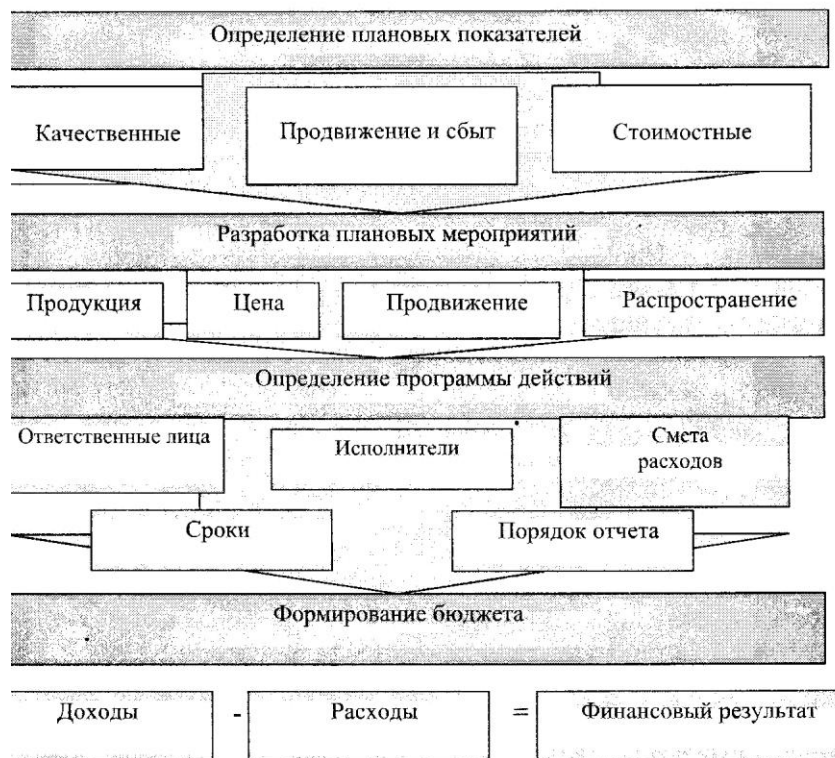 Определение плановых показателей
Качественные
Продвижение и сбыт
Стоимостные
Разработка плановых мероприятий
Продукция
Цена
Продвижение
Распространение
Определение программы действий
Ответственные лица
Исполнители
Смета
расходов
Сроки
Порядок отчета
Формирование бюджета
Доходы - Расходы = Финансовый результат